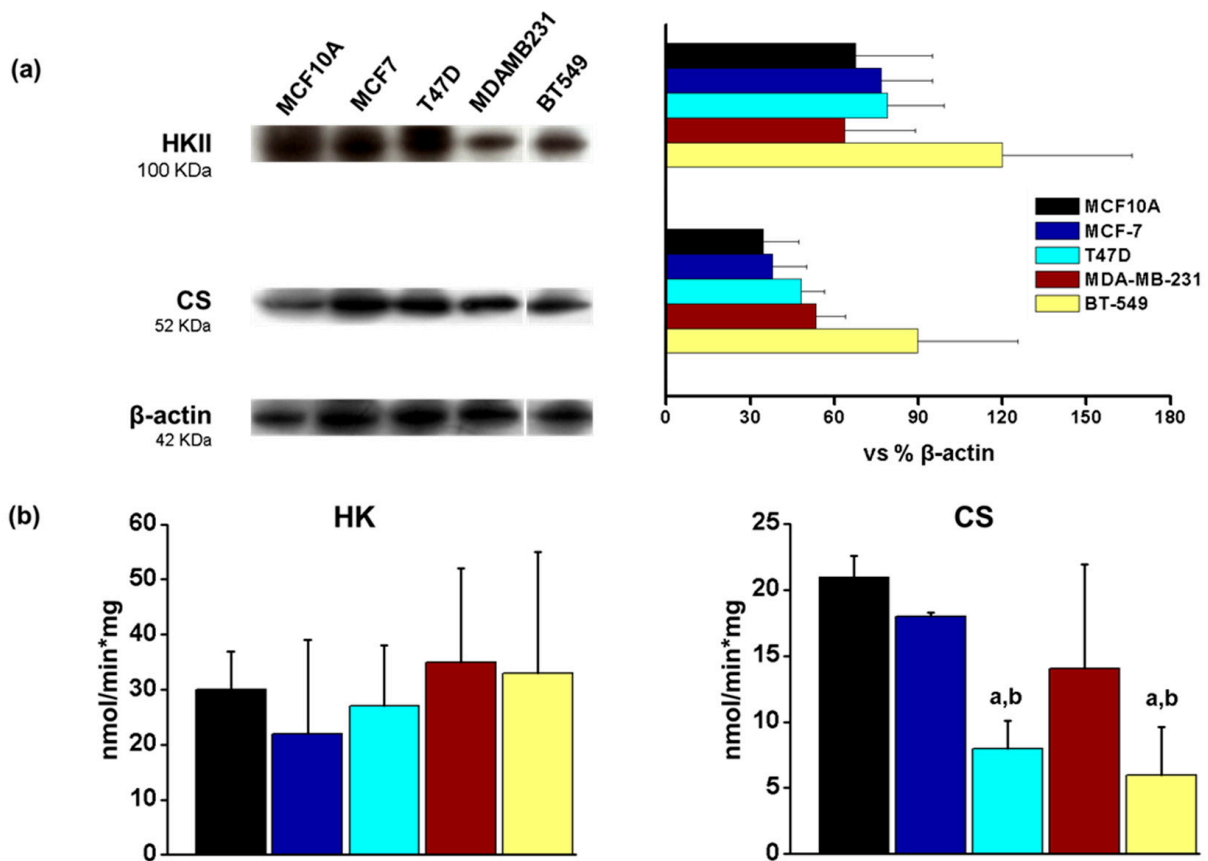 (a)
MCF10A
MCF7
T47D
MDAMB231
BT549
HKII
100 KDa
CS
52 KDa
β-actin
42 KDa
MCF10A
MCF-7
T47D
MDA-MB-231
BT-549
0 30 60 90 120 150 180
vs % β-actin
(b)
HK
60
50
40
30
20
10
0
nmol/min*mg
CS
25
20
15
10
5
0
nmol/min*mg
a,b
a,b